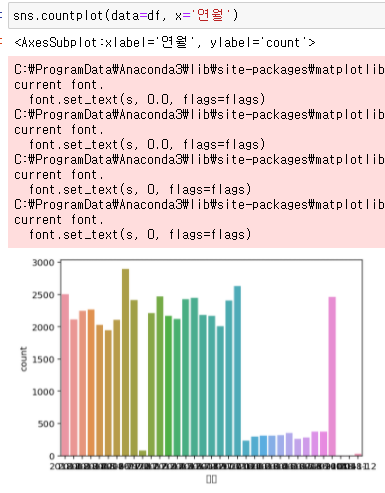 sns.countplot(data=df, x='연월')
<AxesSubplot:xlabel='연월', ylabel='count'>
C:₩ProgramData₩Anaconda3₩lib₩site-packages₩matplotlib
current font.
font.set_text(s, 0.0, flags=flags)
C:₩ProgramData₩Anaconda3₩lib₩site-packages₩matplotlib
current font.
font.set_text(s, 0.0, flags=flags)
C:₩ProgramData₩Anaconda3₩lib₩site-packages₩matplotlib
current font.
font.set_text(s, 0, flags=flags)
C:₩ProgramData₩Anaconda3₩lib₩site-packages₩matplotlib
current font.
font.set_text(s, 0, flags=flags)
3000
2500
2000
1500
1000
500
0
count